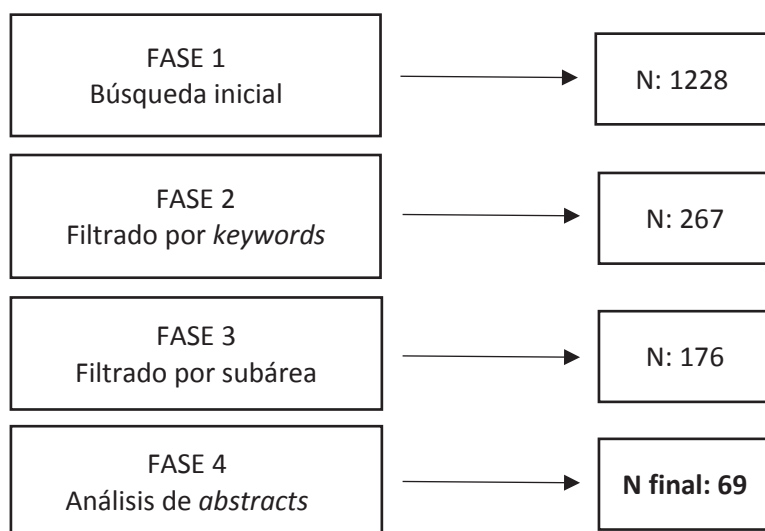 FASE 1
Búsqueda inicial
N: 1228
FASE 2
Filtrado por keywords
N: 267
FASE 3
Filtrado por subárea
N: 176
FASE 4
Análisis de abstracts
N final: 69